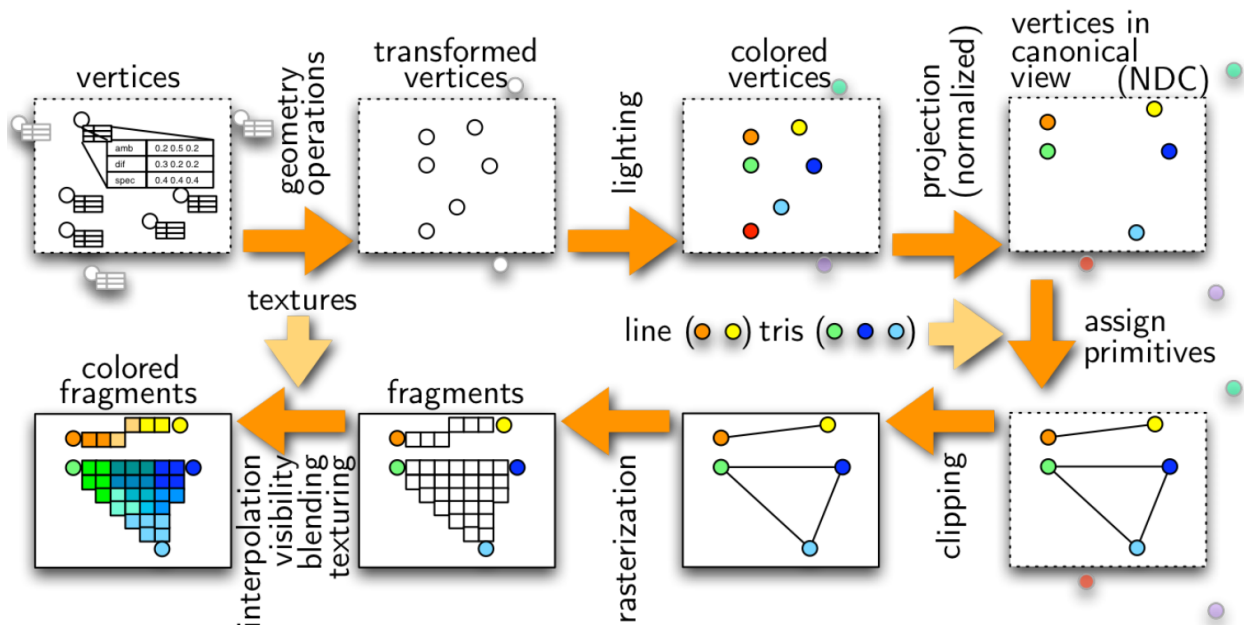 vertices
amb 0.2 0.5 0.2
dif 0.3 0.2 0.2
spec 0.4 0.4 0.4
geometry
operations
transformed
vertices
lighting
colored
vertices
projection
(normalized)
vertices in
canonical
view
(NDC)
textures
line ( ) tris ( )
assign
primitives
colored
fragments
interpolation
visibility
blending
texturing
fragments
rasterization
clipping